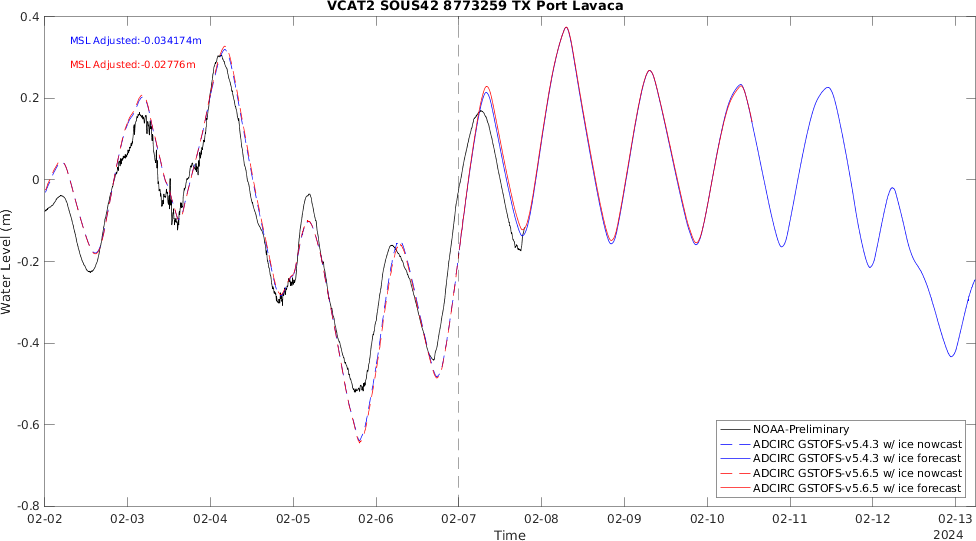 VCAT2 SOUS42 8773259 TX Port Lavaca
MSL Adjusted:-0.034174m
MSL Adjusted:-0.02776m
0.4
0.2
0
-0.2
-0.4
-0.6
-0.8
Water Level (m)
NOAA-Preliminary
ADCIRC GSTOFS-v5.4.3 w/ ice nowcast
ADCIRC GSTOFS-v5.4.3 w/ ice forecast
ADCIRC GSTOFS-v5.6.5 w/ ice nowcast
ADCIRC GSTOFS-v5.6.5 w/ ice forecast
02-02 02-03 02-04 02-05 02-06 02-07 02-08 02-09 02-10 02-11 02-12 02-13
Time
2024